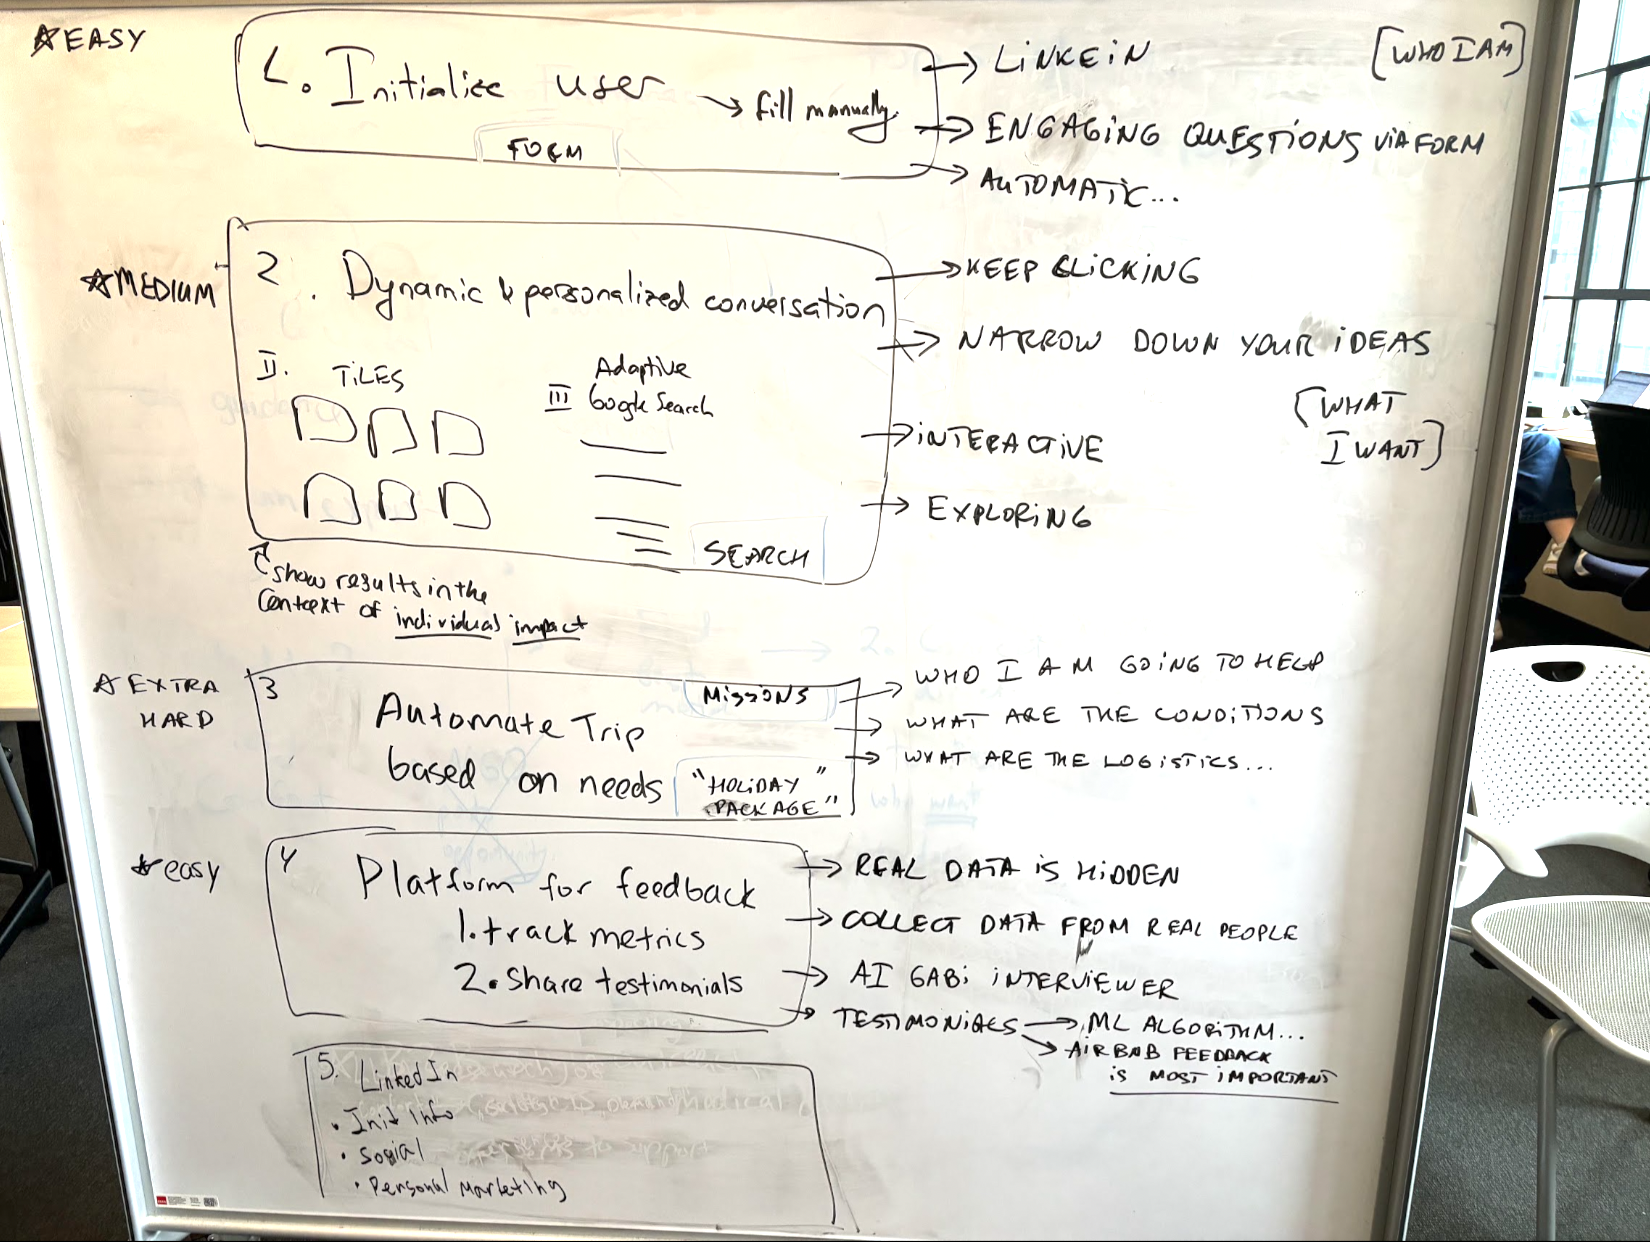 ☆EASY
1. Initialize user
→ fill manually
FORM
→ LiNKEiN
[WHO I AM]
→ ENGAGING QUESTiONS ViA FORM
→ AUTOMATiC...
☆MEDIUM
2. Dynamic & personalized conversation
II. TiLES
III Adaptive
Google Search
SEARCH
→ KEEP CLiCKiNG
→ NARROW DOWN YOUR iDEAS
[WHAT
I WANT]
→ iNTERACTiVE
→ EXPLORiNG
show results in the
context of individual impact
☆ EXTRA
HARD
3
MiSSiONS
Automate Trip
based on needs
"HOLiDAY
PACKAGE"
→ WHO I AM GOiNG TO HELP
→ WHAT ARE THE CONDiTiONS
→ WHAT ARE THE LOGiSTiCS...
☆easy
4
Platform for feedback
1. track metrics
2. Share testimonials
→ REAL DATA iS HiDDEN
→ COLLECT DATA FROM REAL PEOPLE
→ AI GABi iNTERViEWER
→ TESTiMONiALS → ML ALGORiTHM...
→ AiRBNB FEEDBACK
iS MOST iMPORTANT
5. LinkedIn
• Init info
• Social
• Personal Marketing